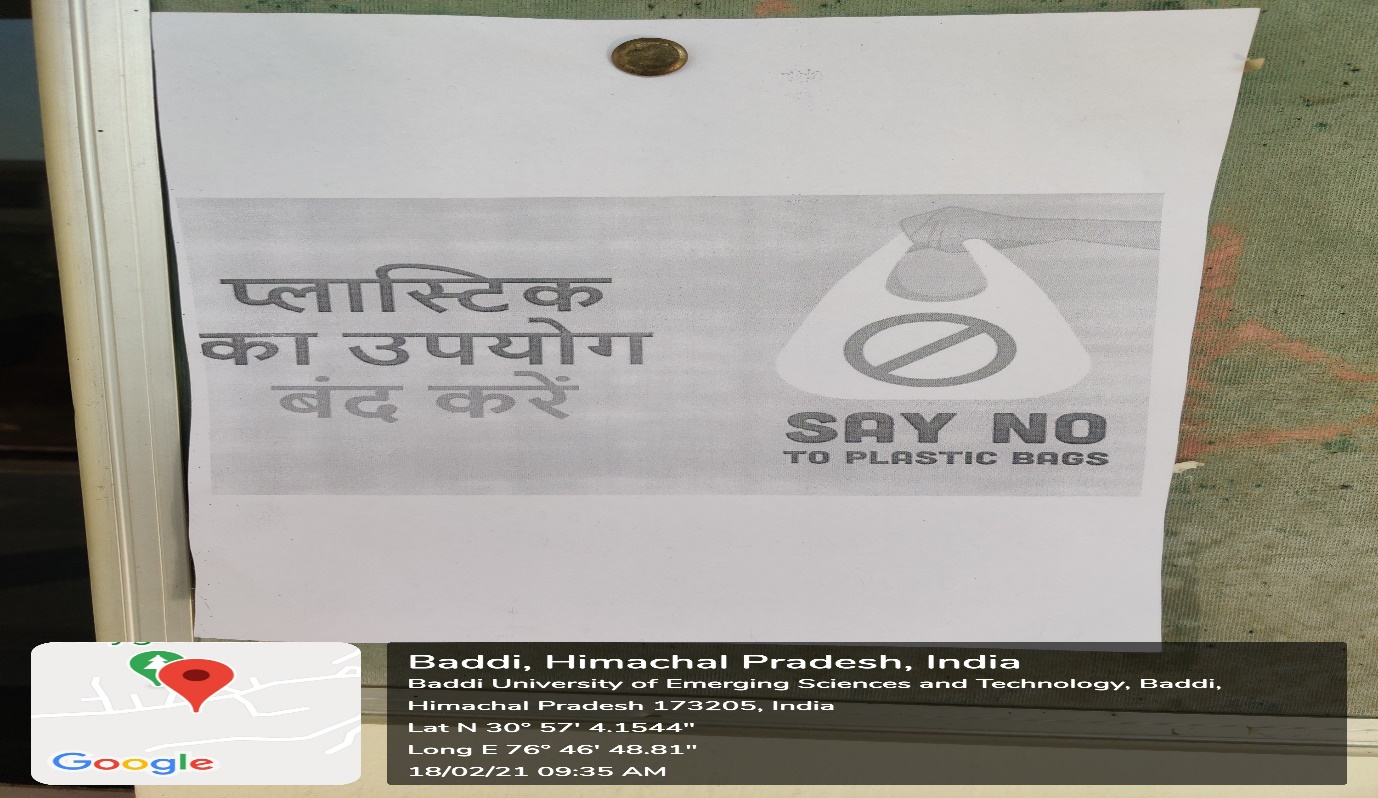 प्लास्टिक
का उपयोग
बंद करें
SAY NO
TO PLASTIC BAGS
Google
Baddi, Himachal Pradesh, India
Baddi University of Emerging Sciences and Technology, Baddi,
Himachal Pradesh 173205, India
Lat N 30° 57' 4.1544"
Long E 76° 46' 48.81"
18/02/21 09:35 AM